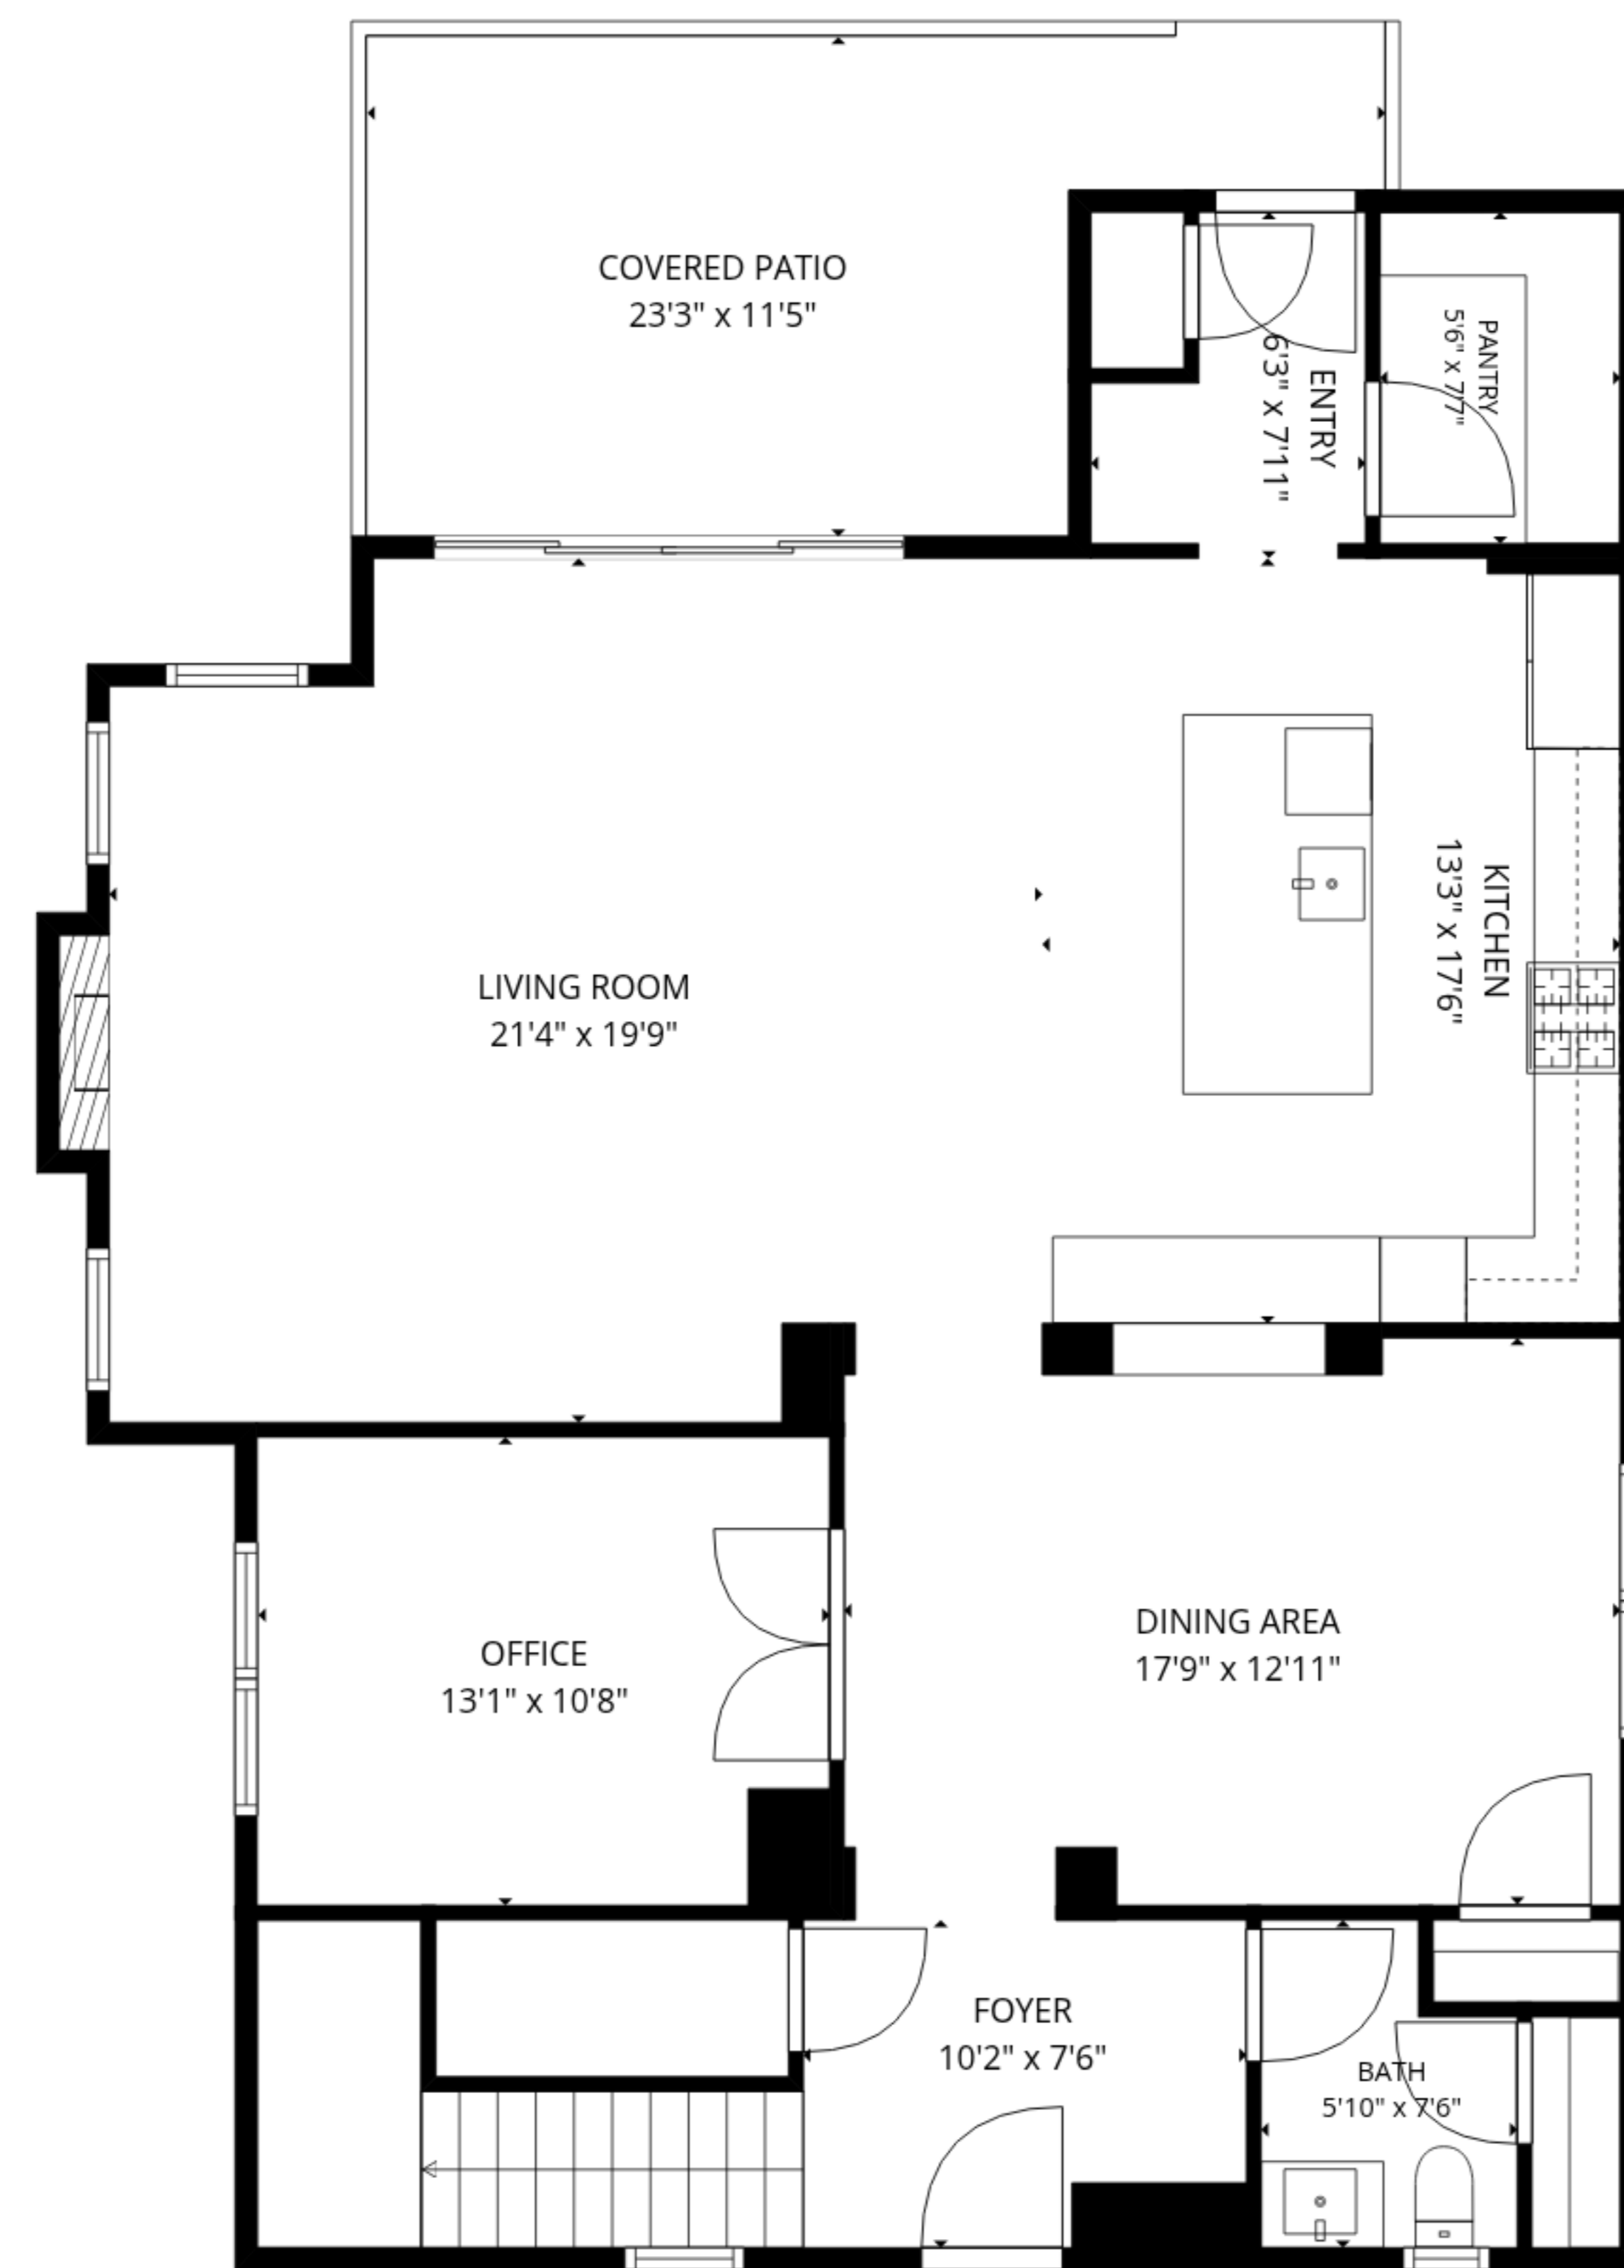 COVERED PATIO
23'3" x 11'5"
ENTRY
6'3" x 7'11"
PANTRY
5'6" x 7'7"
LIVING ROOM
21'4" x 19'9"
KITCHEN
13'3" x 17'6"
OFFICE
13'1" x 10'8"
DINING AREA
17'9" x 12'11"
FOYER
10'2" x 7'6"
BATH
5'10" x 7'6"